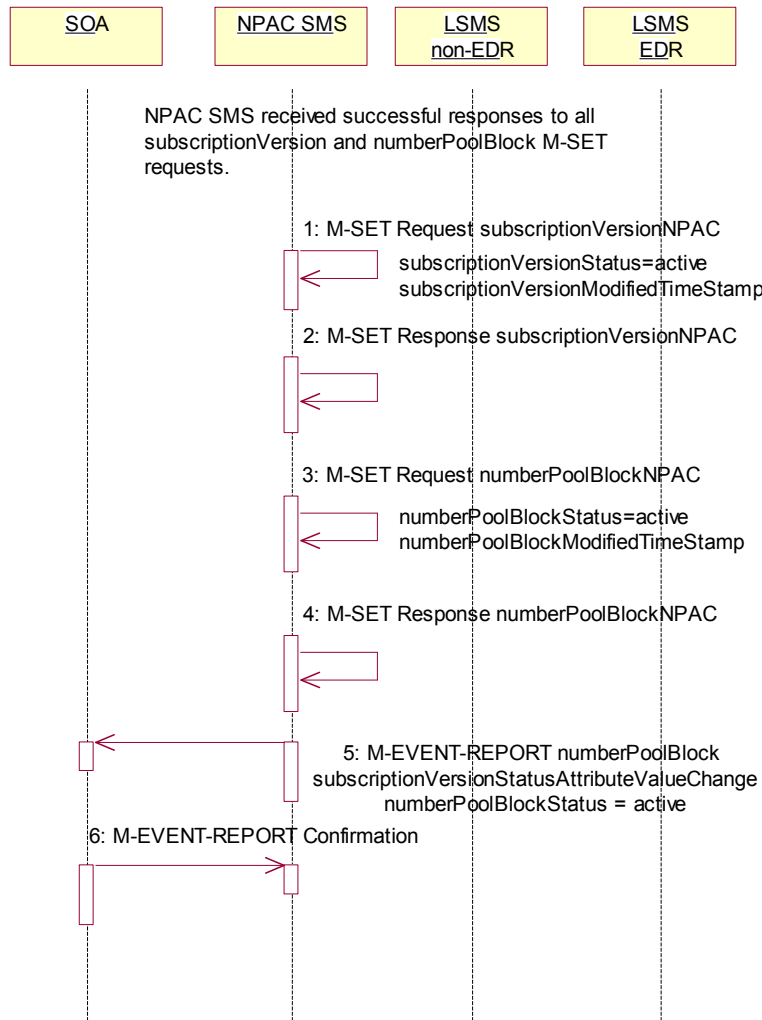 SOA
NPAC SMS
LSMS
non-EDR
LSMS
EDR
NPAC SMS received successful responses to all
subscriptionVersion and numberPoolBlock M-SET
requests.
1: M-SET Request subscriptionVersionNPAC
subscriptionVersionStatus=active
subscriptionVersionModifiedTimeStamp
2: M-SET Response subscriptionVersionNPAC
3: M-SET Request numberPoolBlockNPAC
numberPoolBlockStatus=active
numberPoolBlockModifiedTimeStamp
4: M-SET Response numberPoolBlockNPAC
5: M-EVENT-REPORT numberPoolBlock
subscriptionVersionStatusAttributeValueChange
numberPoolBlockStatus = active
6: M-EVENT-REPORT Confirmation